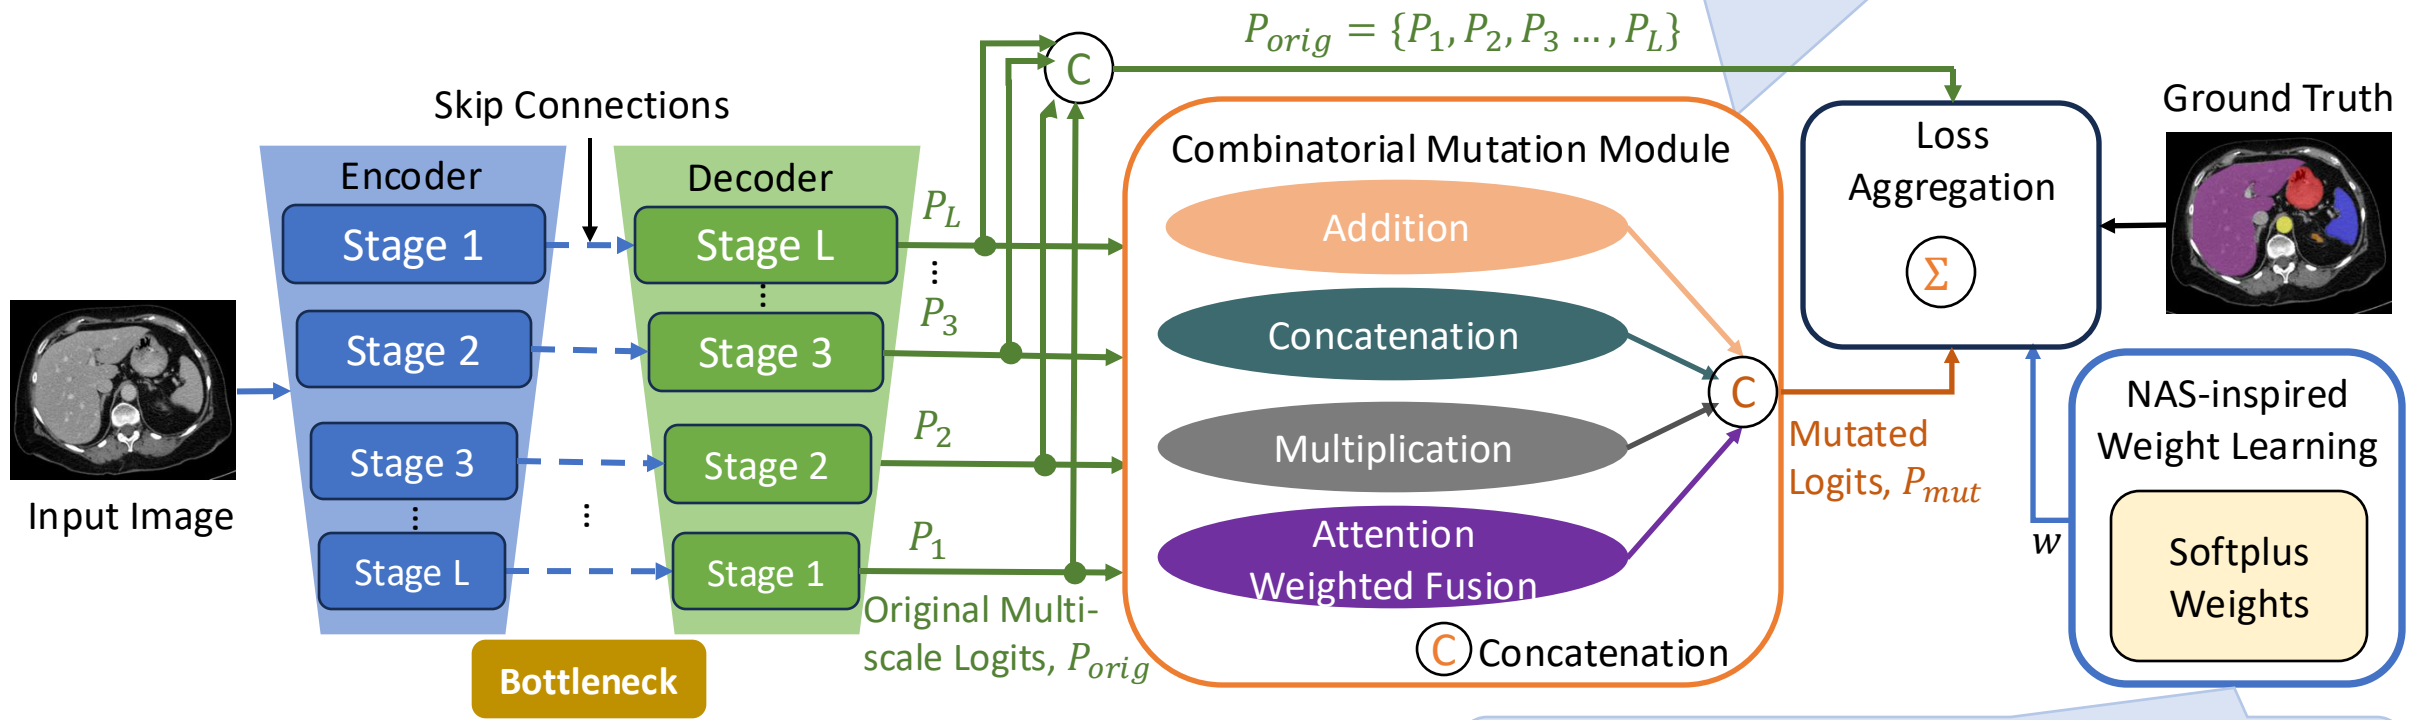 P_orig = {P_1, P_2, P_3 ..., P_L}
Skip Connections
C
Ground Truth
Encoder
Decoder
Combinatorial Mutation Module
Loss
Aggregation
Σ
Stage 1
Stage L
P_L
Addition
⋮
⋮
Stage 2
Stage 3
P_3
Concatenation
C
Stage 3
Stage 2
P_2
Multiplication
Mutated
Logits, P_mut
NAS-inspired
Weight Learning
Input Image
⋮
⋮
Stage L
Stage 1
P_1
Attention
Weighted Fusion
w
Softplus
Weights
Original Multi-
scale Logits, P_orig
C Concatenation
Bottleneck